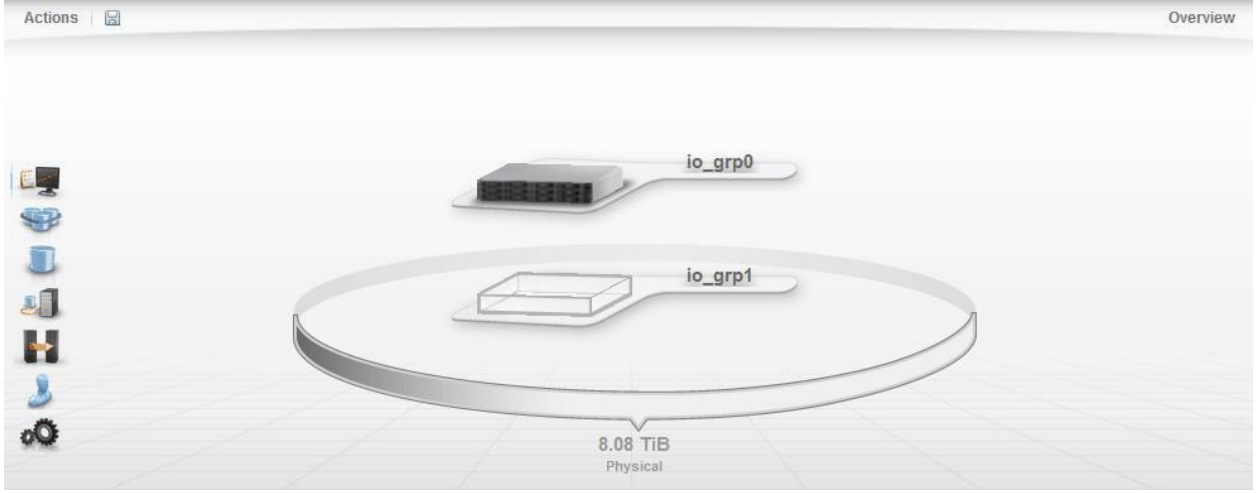 Actions
Overview
io_grp0
io_grp1
8.08 TiB
Physical